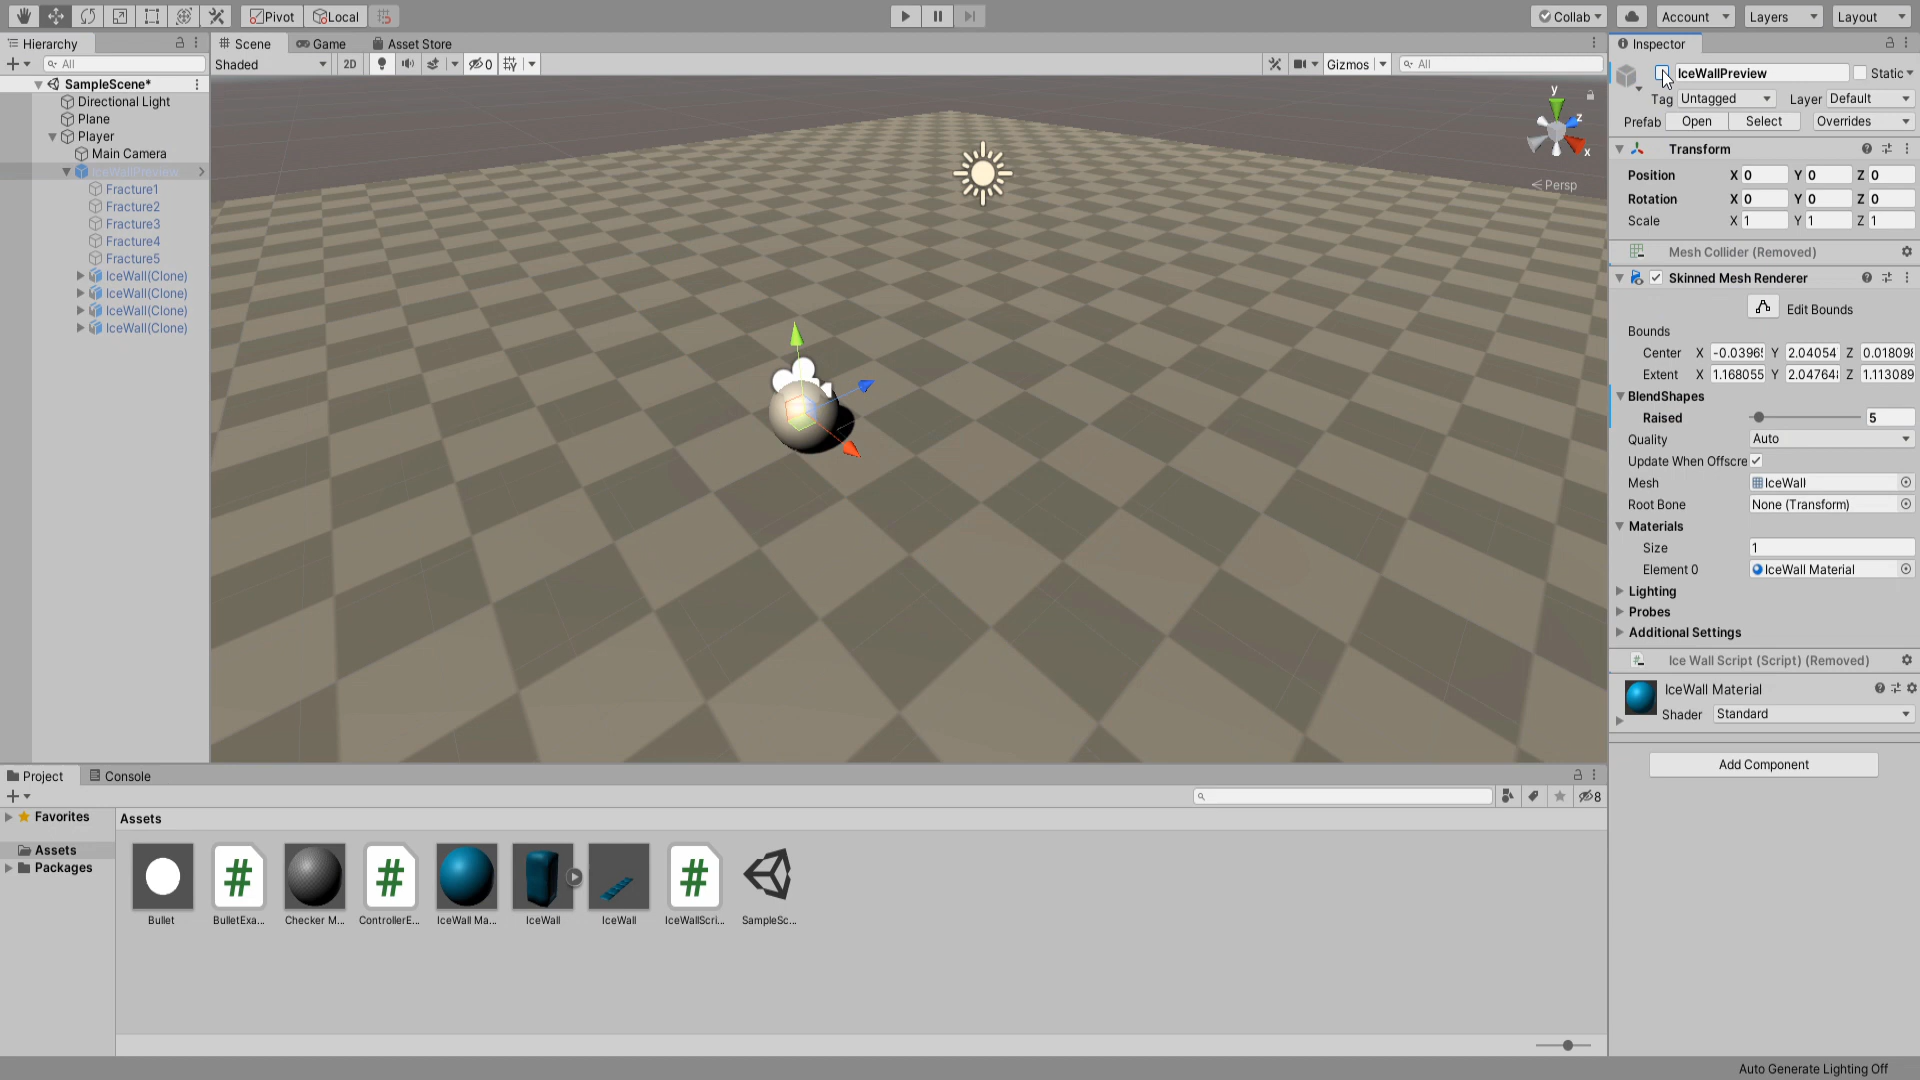 Pivot Local Collab Account Layers Layout
Hierarchy
All
SampleScene*
Directional Light
Plane
Player
Main Camera
IceWallPreview
Fracture1
Fracture2
Fracture3
Fracture4
Fracture5
IceWall(Clone)
IceWall(Clone)
IceWall(Clone)
IceWall(Clone)
Scene Game Asset Store
Shaded 2D 0 Gizmos All
y
z
x
Persp
Inspector
IceWallPreview Static
Tag Untagged Layer Default
Prefab Open Select Overrides
Transform
Position X 0 Y 0 Z 0
Rotation X 0 Y 0 Z 0
Scale X 1 Y 1 Z 1
Mesh Collider (Removed)
Skinned Mesh Renderer
Edit Bounds
Bounds
Center X -0.0396 Y 2.04054 Z 0.01809
Extent X 1.168055 Y 2.04764 Z 1.113089
BlendShapes
Raised 5
Quality Auto
Update When Offscre
Mesh IceWall
Root Bone None (Transform)
Materials
Size 1
Element 0 IceWall Material
Lighting
Probes
Additional Settings
Ice Wall Script (Script) (Removed)
IceWall Material
Shader Standard
Add Component
Project Console
8
Favorites
Assets
Packages
Assets
Bullet BulletExa... Checker M... ControllerE... IceWall Ma... IceWall IceWall IceWallScri... SampleSc...
Auto Generate Lighting Off